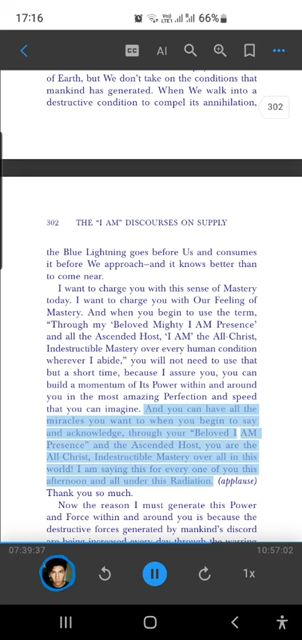 17:16
66%
CC
AI
of Earth, but We don't take on the conditions that
mankind has generated. When We walk into a
destructive condition to compel its annihilation,
302
302 THE "I AM" DISCOURSES ON SUPPLY
the Blue Lightning goes before Us and consumes
it before We approach—and it knows better than
to come near.
I want to charge you with this sense of Mastery
today. I want to charge you with Our Feeling of
Mastery. And when you begin to use the term,
"Through my 'Beloved Mighty I AM Presence'
and all the Ascended Host, 'I AM' the All-Christ,
Indestructible Mastery over every human condition
wherever I abide," you will not need to use that
but a short time, because I assure you, you can
build a momentum of Its Power within and around
you in the most amazing Perfection and speed
that you can imagine. And you can have all the
miracles you want to when you begin to say
and acknowledge, through your "Beloved I AM
Presence" and the Ascended Host, you are the
All-Christ, Indestructible Mastery over all in this
world! I am saying this for every one of you this
afternoon and all under this Radiation. (applause)
Thank you so much.
Now the reason I must generate this Power
and Force within and around you is because the
destructive forces generated by mankind's discord
are being increased every day through the warring
07:39:37
10:57:02
1x